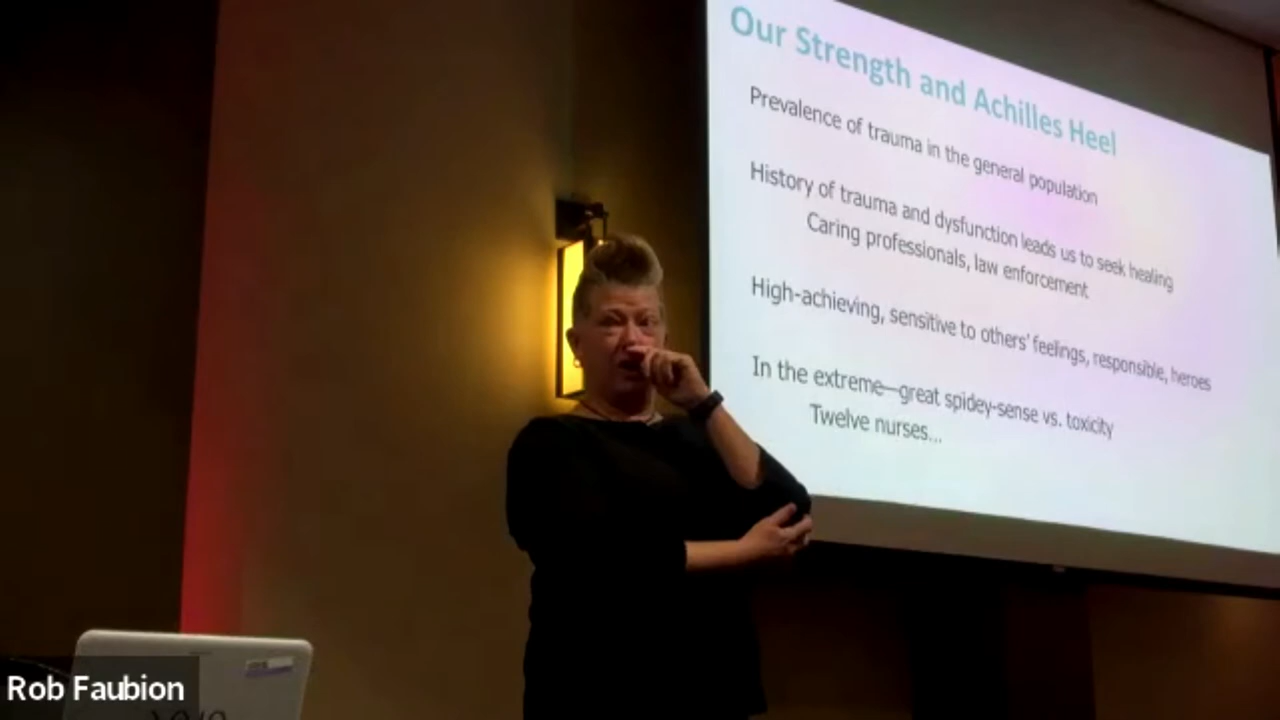 Our Strength and Achilles Heel
Prevalence of trauma in the general population
History of trauma and dysfunction leads us to seek healing
Caring professionals, law enforcement
High-achieving, sensitive to others' feelings, responsible, heroes
In the extreme—great spidey-sense vs. toxicity
Twelve nurses...
Rob Faubion